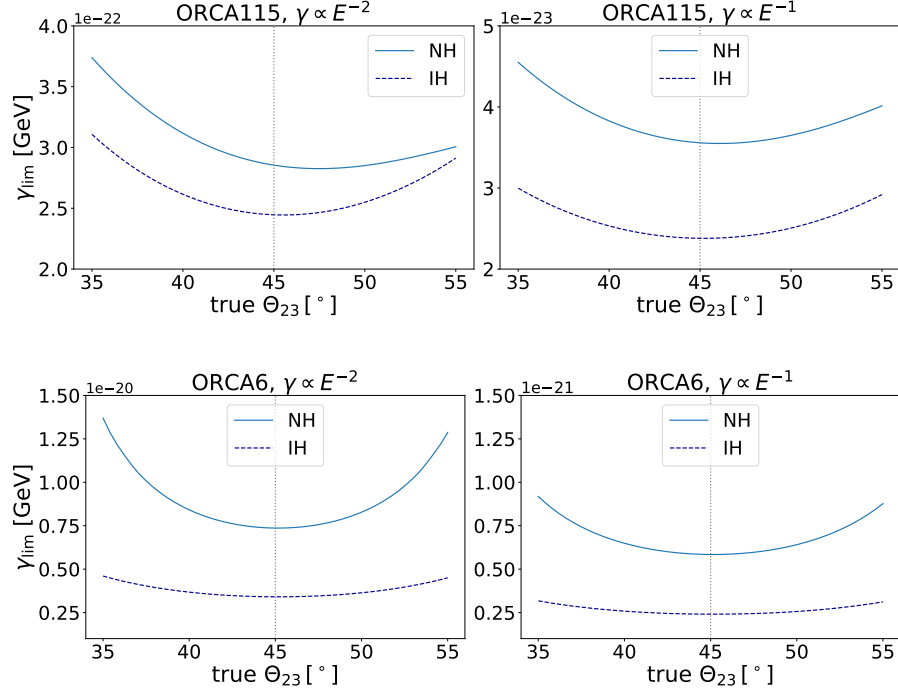 ORCA115, γ ∝ E⁻²
1e−22
4.0
3.5
3.0
2.5
2.0
γlim [GeV]
NH
IH
35 40 45 50 55
true Θ₂₃ [°]
ORCA115, γ ∝ E⁻¹
1e−23
5
4
3
2
NH
IH
35 40 45 50 55
true Θ₂₃ [°]
ORCA6, γ ∝ E⁻²
1e−20
1.50
1.25
1.00
0.75
0.50
0.25
γlim [GeV]
NH
IH
35 40 45 50 55
true Θ₂₃ [°]
ORCA6, γ ∝ E⁻¹
1e−21
1.50
1.25
1.00
0.75
0.50
0.25
NH
IH
35 40 45 50 55
true Θ₂₃ [°]